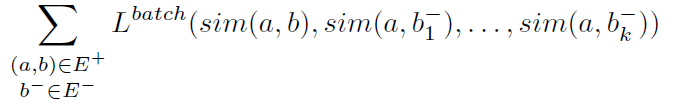 ∑ L^{batch}(sim(a, b), sim(a, b_1^-), . . . , sim(a, b_k^-))
(a,b)∈E^+
b^-∈E^-